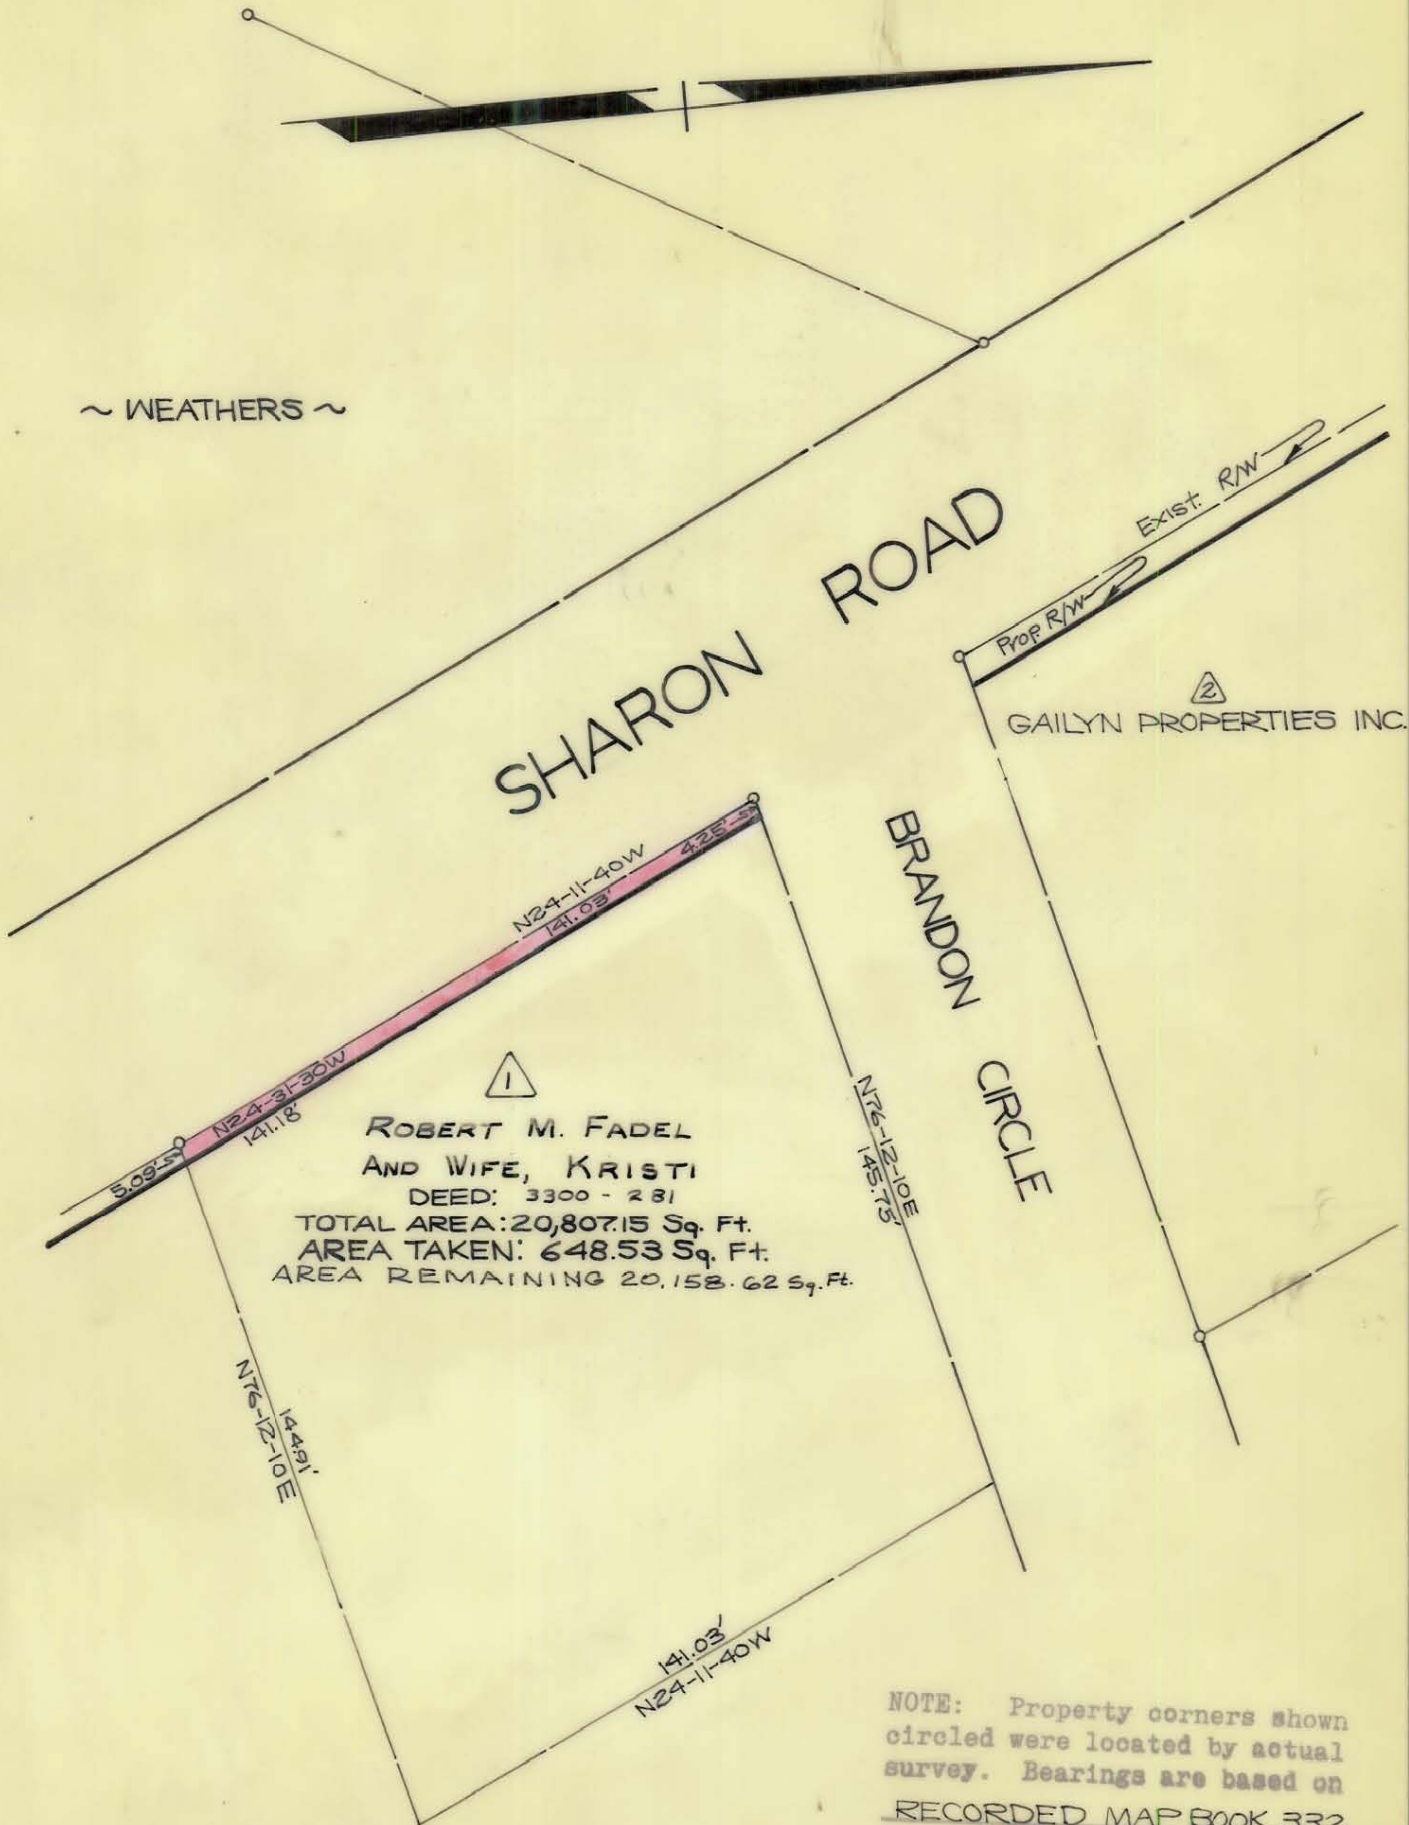 ~ WEATHERS ~
SHARON ROAD
Exist. R/W
Prop. R/W
2
GAILYN PROPERTIES INC.
BRANDON CIRCLE
N24-11-40W
141.03'
4.25'
N24-31-30W
141.18'
5.09'
1
ROBERT M. FADEL
AND WIFE, KRISTI
DEED: 3300 - 281
TOTAL AREA: 20,807.15 Sq. Ft.
AREA TAKEN: 648.53 Sq. Ft.
AREA REMAINING 20,158.62 Sq. Ft.
N76-12-10E
145.75'
144.91'
N76-12-10E
141.03'
N24-11-40W
NOTE: Property corners shown
circled were located by actual
survey. Bearings are based on
RECORDED MAP BOOK 332